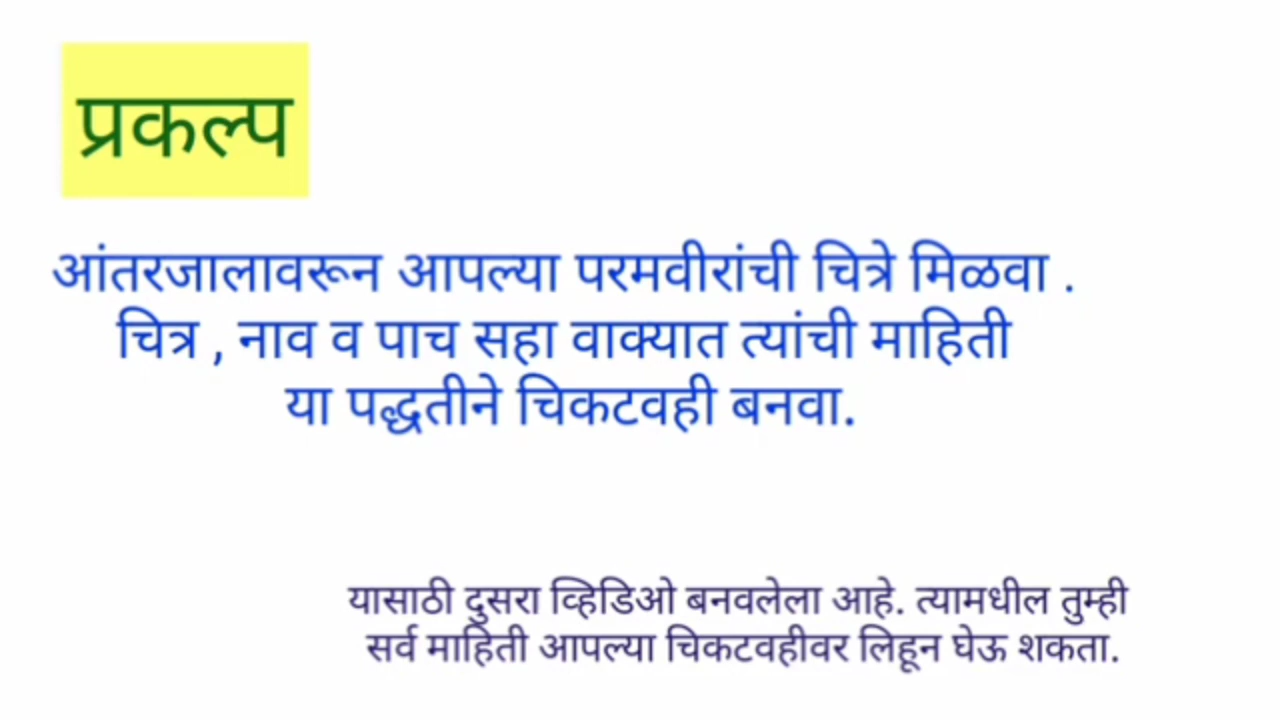 प्रकल्प
आंतरजालावरून आपल्या परमवीरांची चित्रे मिळवा .
चित्र , नाव व पाच सहा वाक्यात त्यांची माहिती
या पद्धतीने चिकटवही बनवा.
यासाठी दुसरा व्हिडिओ बनवलेला आहे. त्यामधील तुम्ही
सर्व माहिती आपल्या चिकटवहीवर लिहून घेऊ शकता.